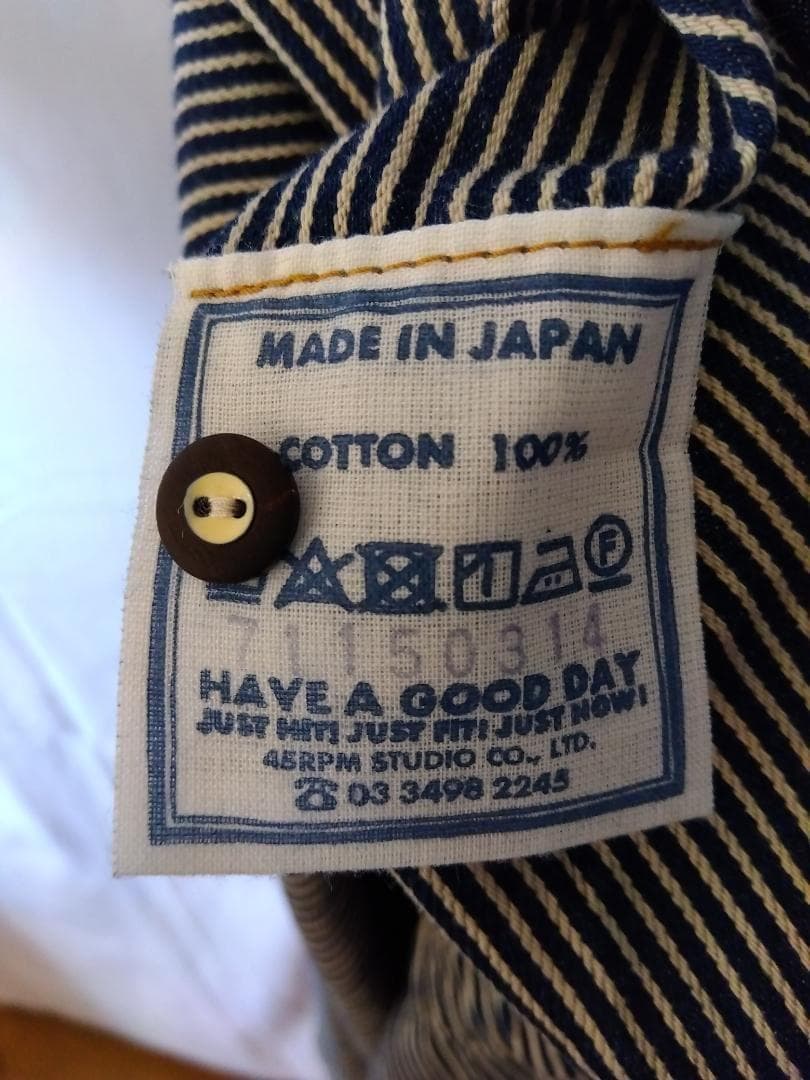 MADE IN JAPAN
COTTON 100%
F
71150314
HAVE A GOOD DAY
JUST HIT! JUST FIT! JUST NOW!
45RPM STUDIO CO., LTD.
☎ 03 3498 2245